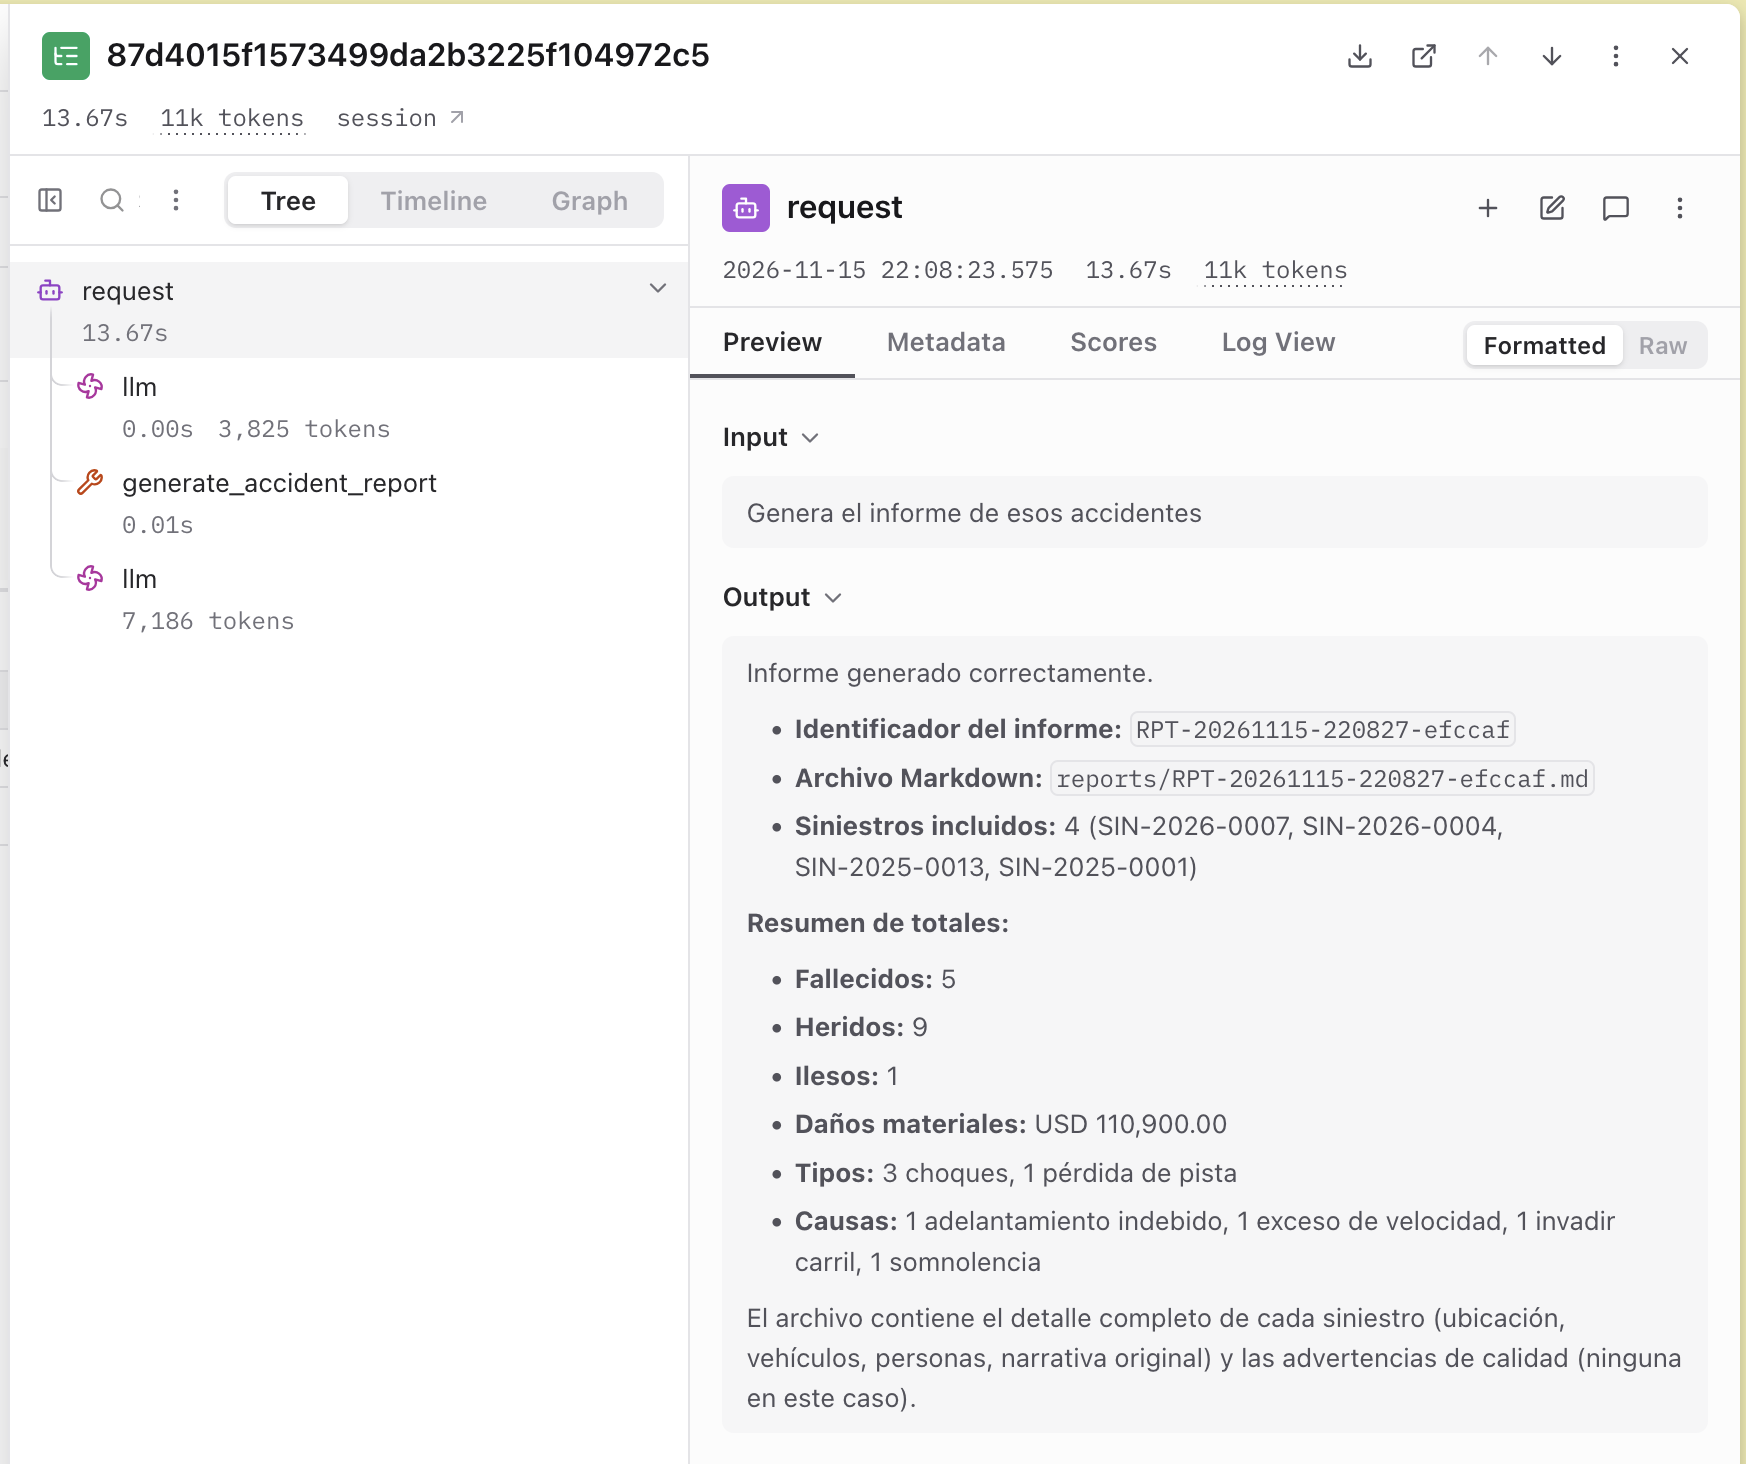 87d4015f1573499da2b3225f104972c5
13.67s 11k tokens session
Tree Timeline Graph
request
13.67s
llm
0.00s 3,825 tokens
generate_accident_report
0.01s
llm
7,186 tokens
request
2026-11-15 22:08:23.575 13.67s 11k tokens
Preview Metadata Scores Log View Formatted Raw
Input
Genera el informe de esos accidentes
Output
Informe generado correctamente.
• Identificador del informe: RPT-20261115-220827-efccaf
• Archivo Markdown: reports/RPT-20261115-220827-efccaf.md
• Siniestros incluidos: 4 (SIN-2026-0007, SIN-2026-0004,
SIN-2025-0013, SIN-2025-0001)
Resumen de totales:
• Fallecidos: 5
• Heridos: 9
• Ilesos: 1
• Daños materiales: USD 110,900.00
• Tipos: 3 choques, 1 pérdida de pista
• Causas: 1 adelantamiento indebido, 1 exceso de velocidad, 1 invadir
carril, 1 somnolencia
El archivo contiene el detalle completo de cada siniestro (ubicación,
vehículos, personas, narrativa original) y las advertencias de calidad (ninguna
en este caso).